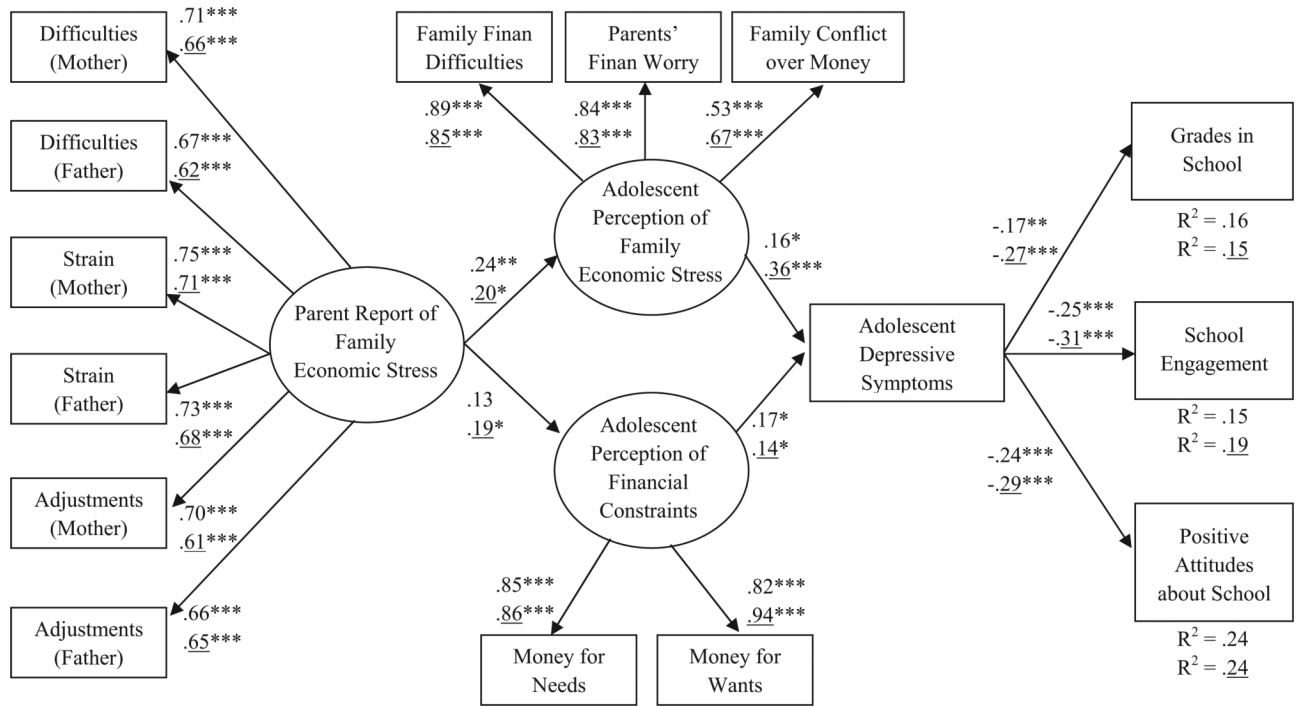 Difficulties
(Mother)
.71***
.66***
Difficulties
(Father)
.67***
.62***
Strain
(Mother)
.75***
.71***
Strain
(Father)
.73***
.68***
Adjustments
(Mother)
.70***
.61***
Adjustments
(Father)
.66***
.65***
Parent Report of
Family
Economic Stress
Family Finan
Difficulties
.89***
.85***
Parents’
Finan Worry
.84***
.83***
Family Conflict
over Money
.53***
.67***
Adolescent
Perception of
Family
Economic Stress
.24**
.20*
.13
.19*
Adolescent
Perception of
Financial
Constraints
.85***
.86***
.82***
.94***
Money for
Needs
Money for
Wants
.16*
.36***
.17*
.14*
Adolescent
Depressive
Symptoms
-.17**
-.27***
-.25***
-.31***
-.24***
-.29***
Grades in
School
R² = .16
R² = .15
School
Engagement
R² = .15
R² = .19
Positive
Attitudes
about School
R² = .24
R² = .24